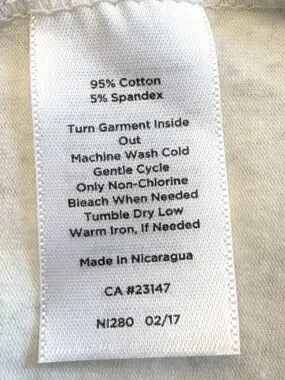 95% Cotton
5% Spandex
Turn Garment Inside
Out
Machine Wash Cold
Gentle Cycle
Only Non-Chlorine
Bleach When Needed
Tumble Dry Low
Warm Iron, If Needed
Made In Nicaragua
CA #23147
NI280 02/17